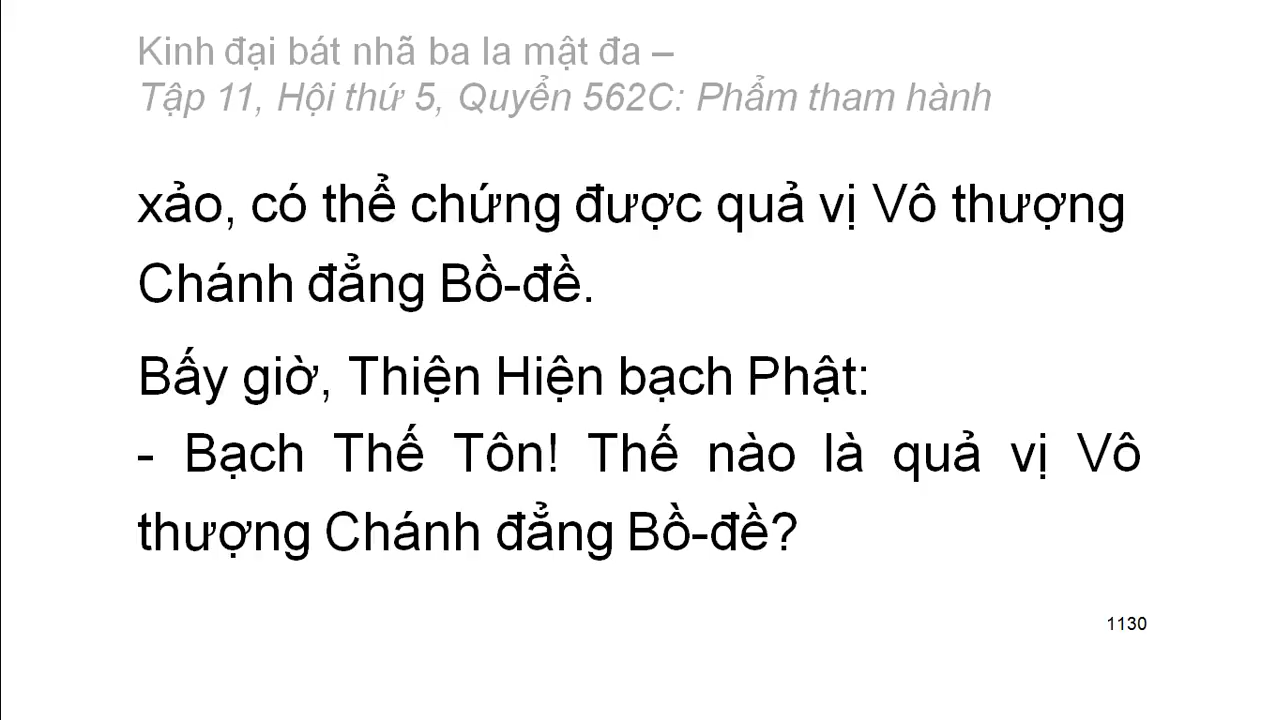 Kinh đại bát nhã ba la mật đa –
Tập 11, Hội thứ 5, Quyển 562C: Phẩm tham hành
xảo, có thể chứng được quả vị Vô thượng
Chánh đẳng Bồ-đề.
Bấy giờ, Thiện Hiện bạch Phật:
- Bạch Thế Tôn! Thế nào là quả vị Vô
thượng Chánh đẳng Bồ-đề?
1130